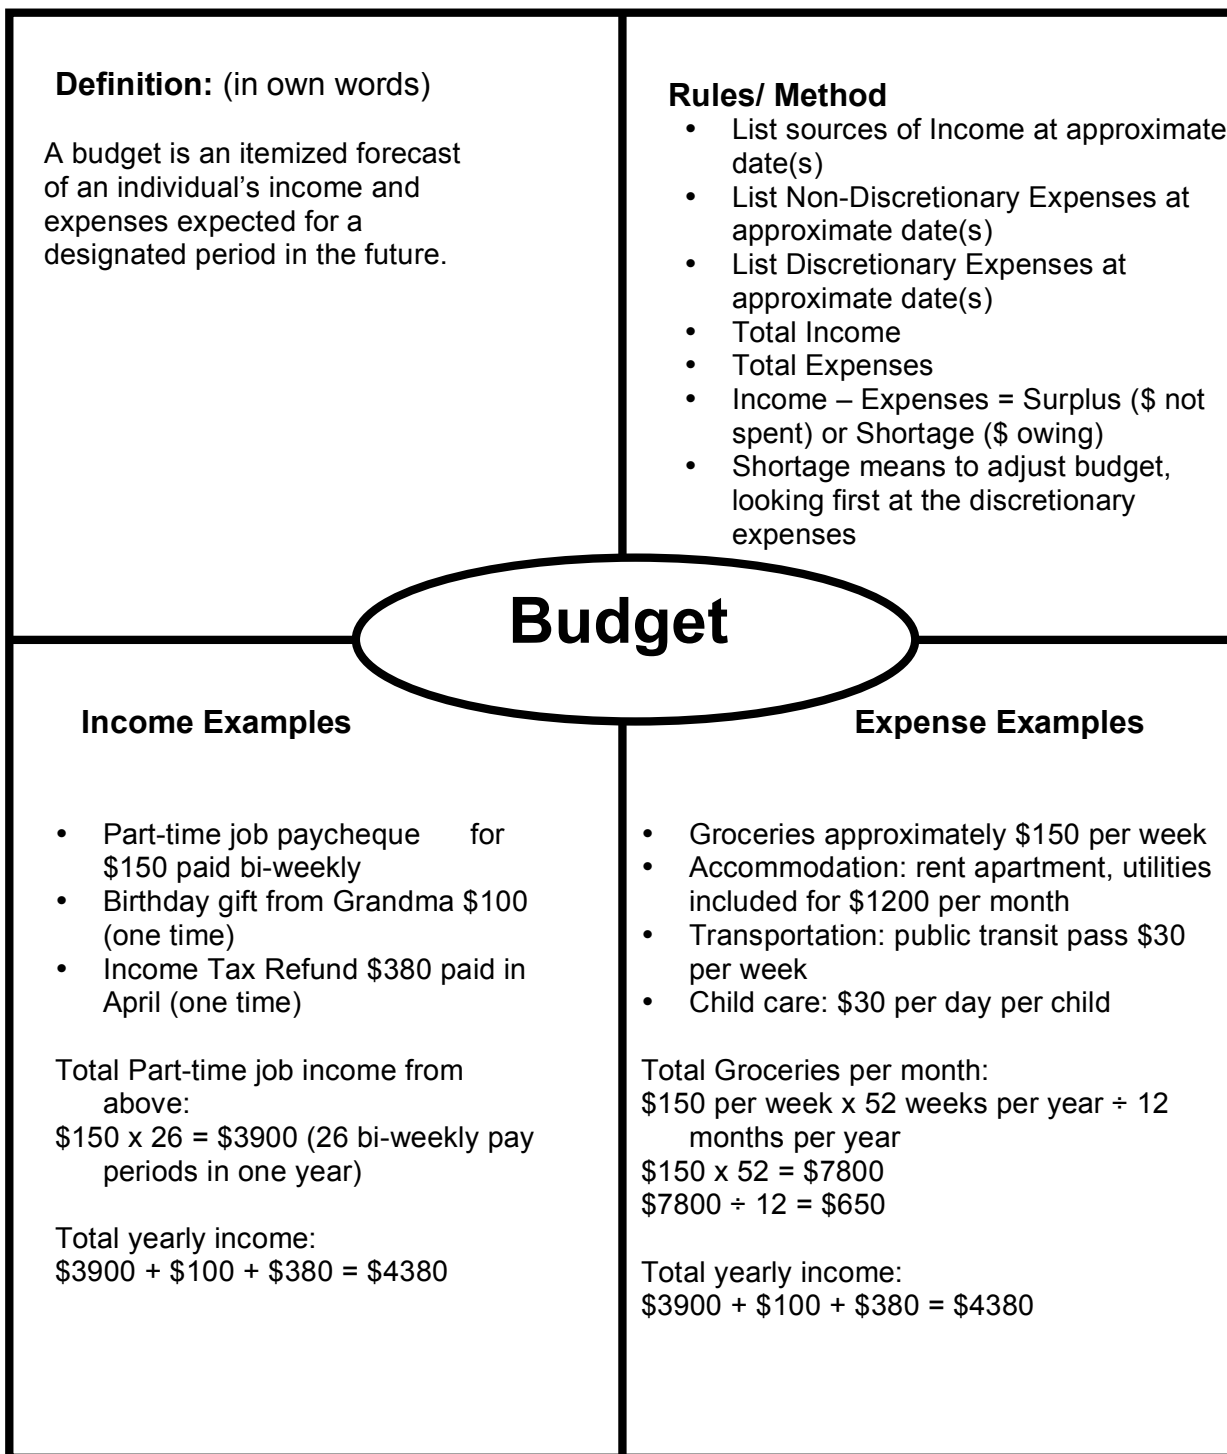 Definition: (in own words)
A budget is an itemized forecast
of an individual’s income and
expenses expected for a
designated period in the future.
Rules/ Method
• List sources of Income at approximate
date(s)
• List Non-Discretionary Expenses at
approximate date(s)
• List Discretionary Expenses at
approximate date(s)
• Total Income
• Total Expenses
• Income – Expenses = Surplus ($ not
spent) or Shortage ($ owing)
• Shortage means to adjust budget,
looking first at the discretionary
expenses
Budget
Income Examples
• Part-time job paycheque for
$150 paid bi-weekly
• Birthday gift from Grandma $100
(one time)
• Income Tax Refund $380 paid in
April (one time)
Total Part-time job income from
above:
$150 x 26 = $3900 (26 bi-weekly pay
periods in one year)
Total yearly income:
$3900 + $100 + $380 = $4380
Expense Examples
• Groceries approximately $150 per week
• Accommodation: rent apartment, utilities
included for $1200 per month
• Transportation: public transit pass $30
per week
• Child care: $30 per day per child
Total Groceries per month:
$150 per week x 52 weeks per year ÷ 12
months per year
$150 x 52 = $7800
$7800 ÷ 12 = $650
Total yearly income:
$3900 + $100 + $380 = $4380